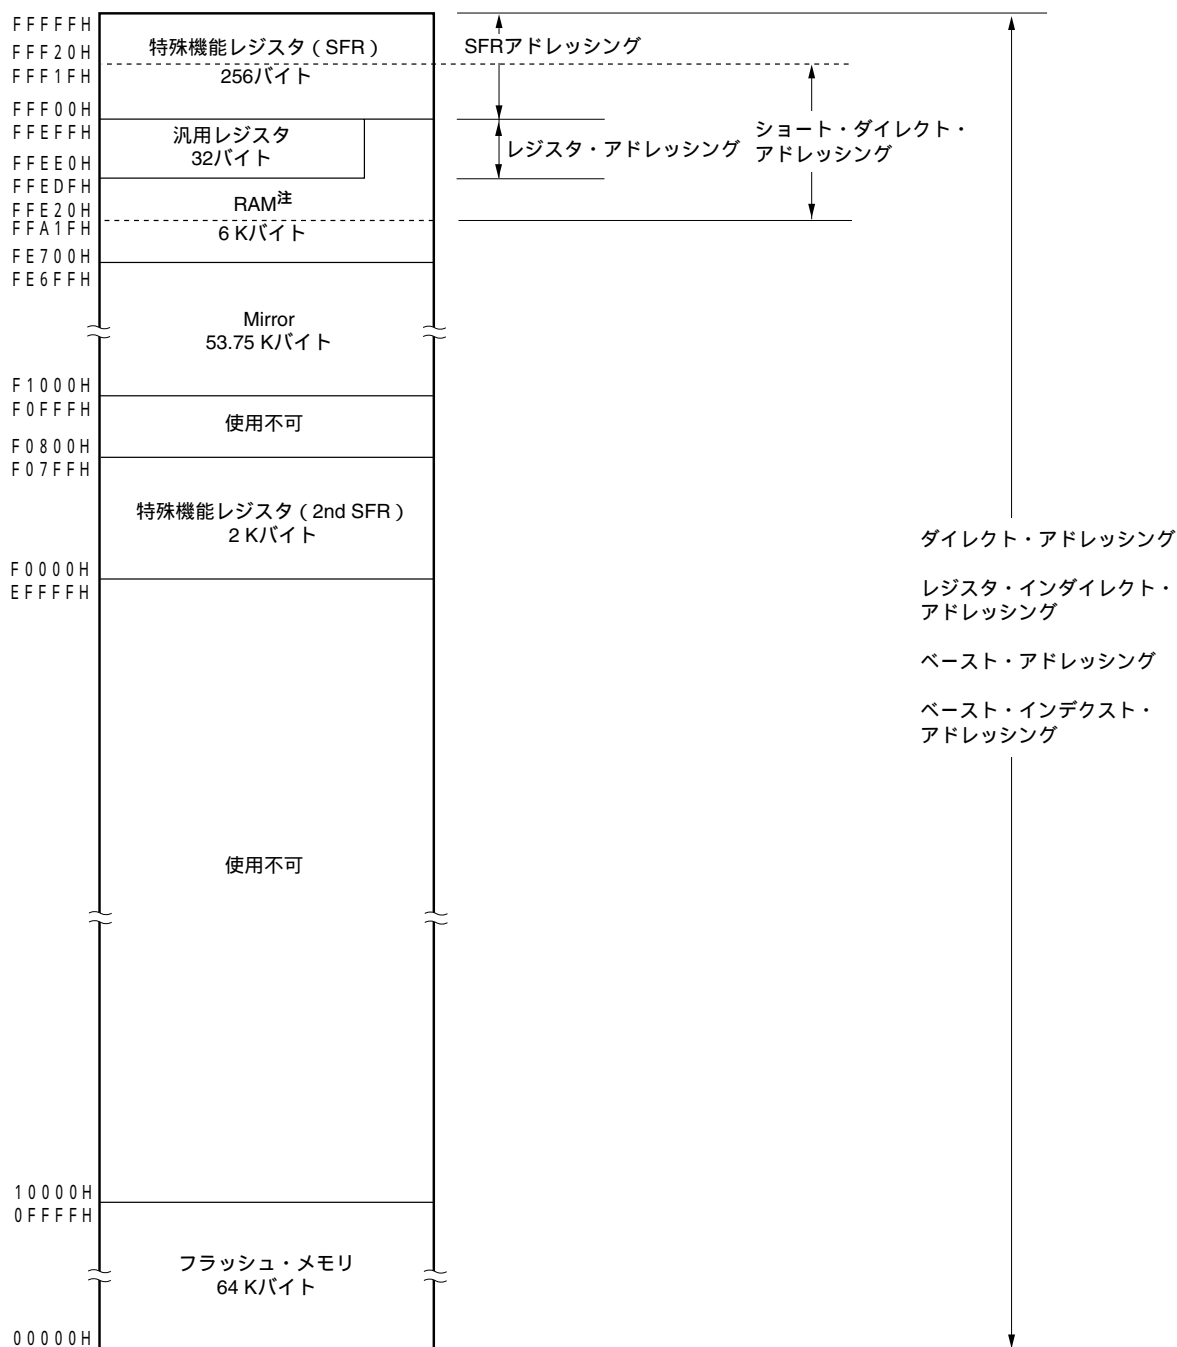 FFFFFH
FFF20H
FFF1FH
FFF00H
FFEFFH
FFEE0H
FFEDFH
FFE20H
FFA1FH
FE700H
FE6FFH
F1000H
F0FFFH
F0800H
F07FFH
F0000H
EFFFFH
10000H
0FFFFH
00000H
特殊機能レジスタ(SFR)
256バイト
汎用レジスタ
32バイト
RAM注
6 Kバイト
Mirror
53.75 Kバイト
使用不可
特殊機能レジスタ(2nd SFR)
2 Kバイト
使用不可
フラッシュ・メモリ
64 Kバイト
SFRアドレッシング
レジスタ・アドレッシング
ショート・ダイレクト・
アドレッシング
ダイレクト・アドレッシング
レジスタ・インダイレクト・
アドレッシング
ベースト・アドレッシング
ベースト・インデクスト・
アドレッシング